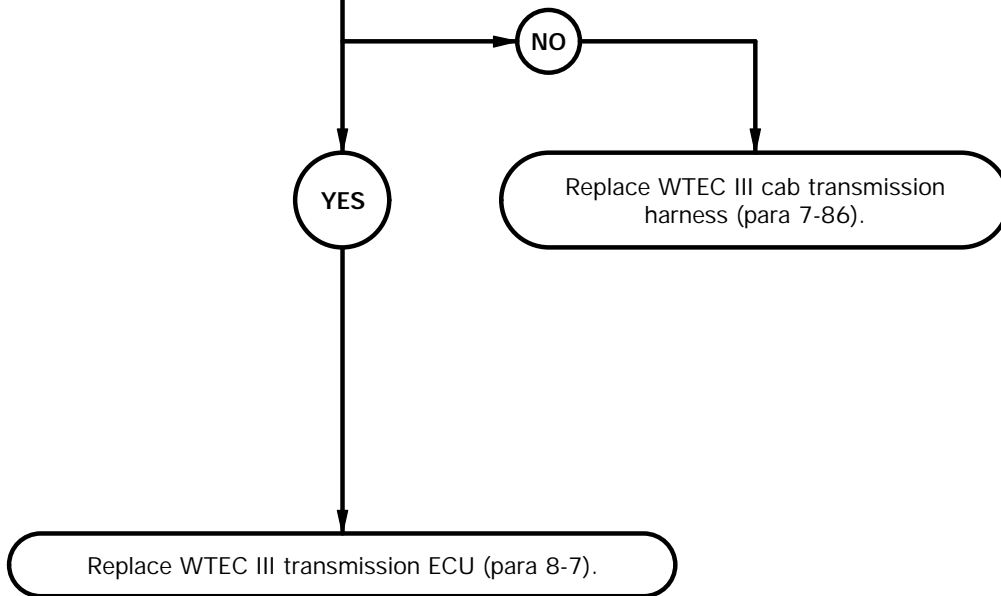 NO
YES
Replace WTEC III cab transmission
harness (para 7-86).
Replace WTEC III transmission ECU (para 8-7).